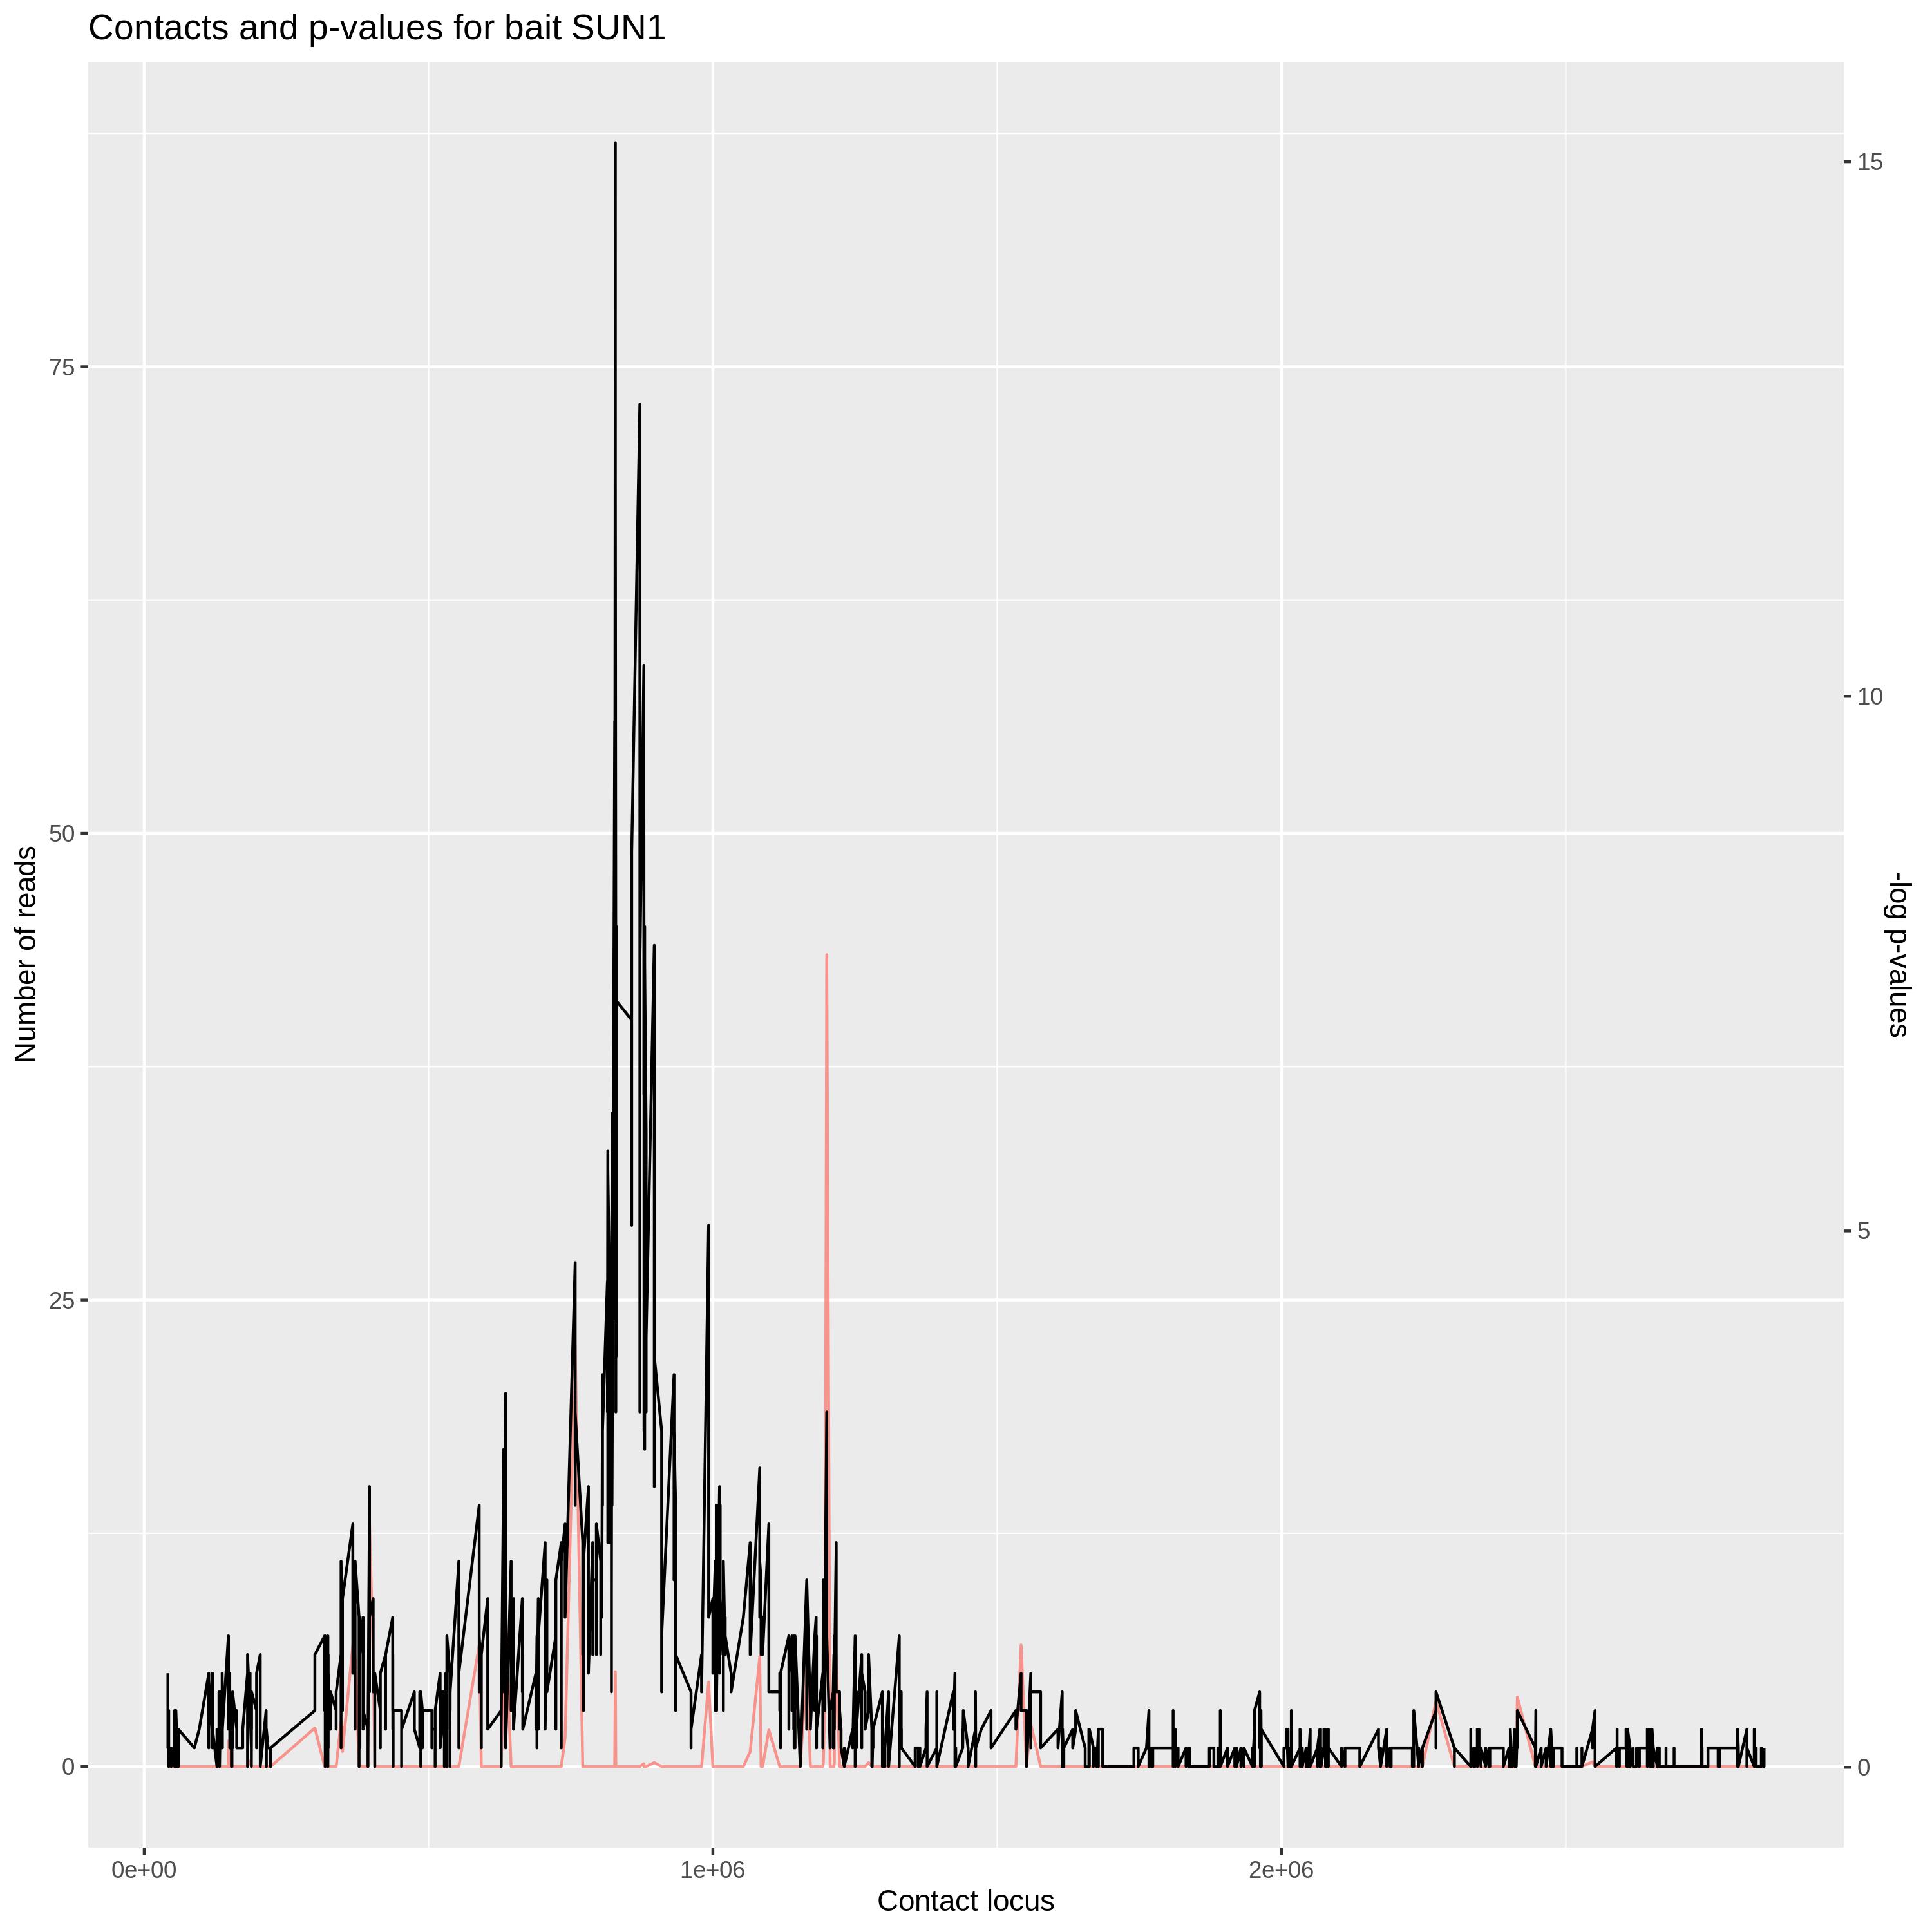 Contacts and p-values for bait SUN1
15
75
10
50
Number of reads
-log p-values
5
25
0
0
0e+00
1e+06
2e+06
Contact locus